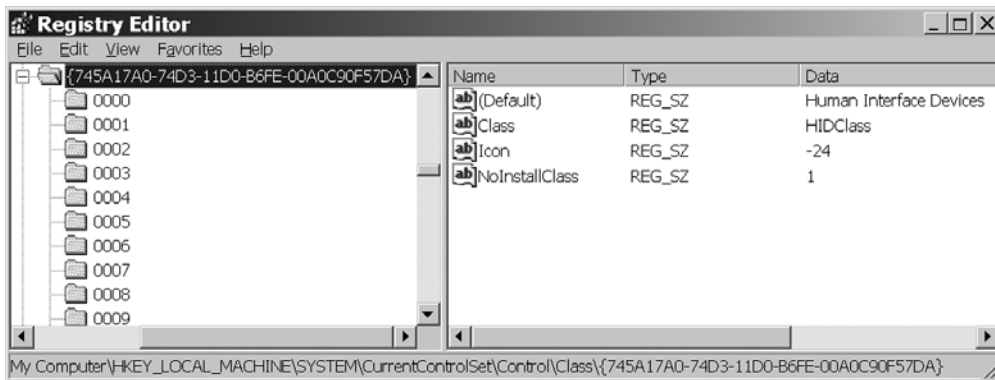 Registry Editor
File Edit View Favorites Help
{745A17A0-74D3-11D0-B6FE-00A0C90F57DA}
0000
0001
0002
0003
0004
0005
0006
0007
0008
0009
Name Type Data
(Default) REG_SZ Human Interface Devices
Class REG_SZ HIDClass
Icon REG_SZ -24
NoInstallClass REG_SZ 1
My Computer\HKEY_LOCAL_MACHINE\SYSTEM\CurrentControlSet\Control\Class\{745A17A0-74D3-11D0-B6FE-00A0C90F57DA}